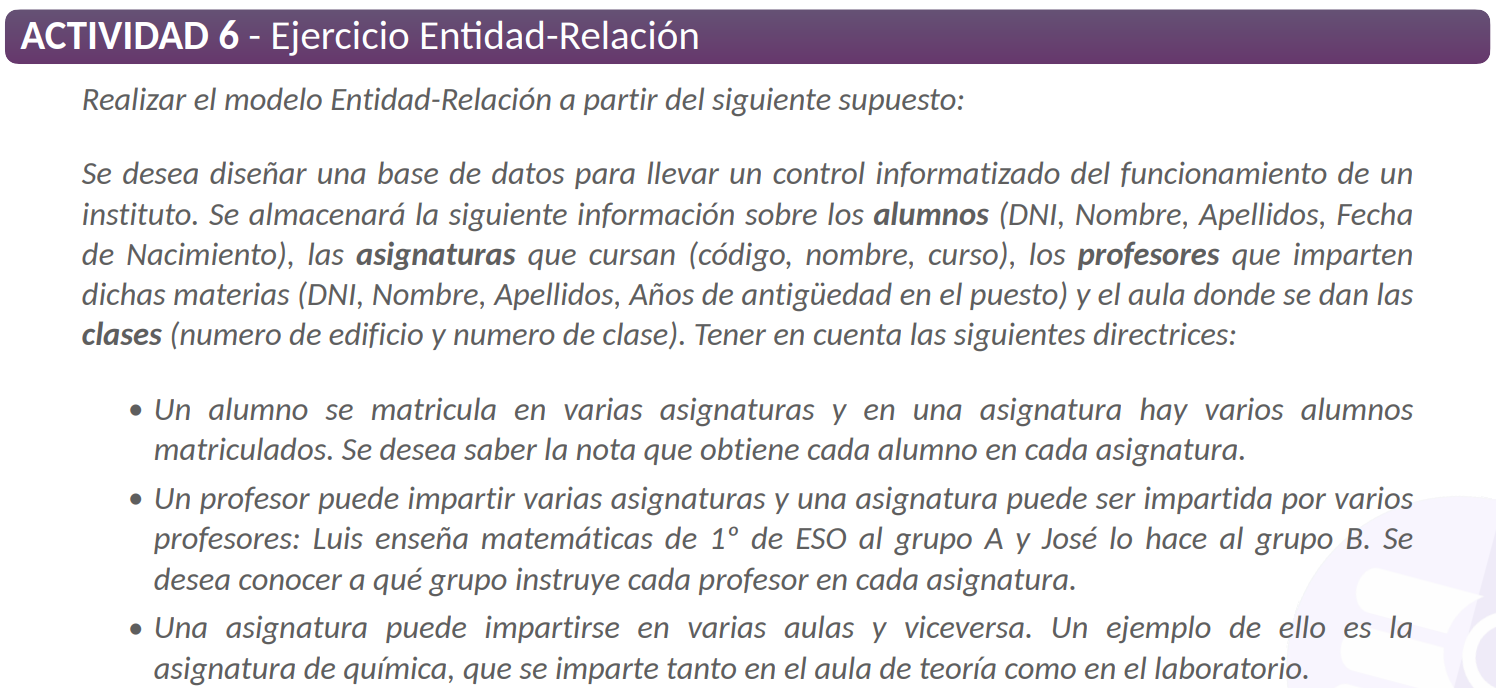 ACTIVIDAD 6 - Ejercicio Entidad-Relación
Realizar el modelo Entidad-Relación a partir del siguiente supuesto:
Se desea diseñar una base de datos para llevar un control informatizado del funcionamiento de un
instituto. Se almacenará la siguiente información sobre los alumnos (DNI, Nombre, Apellidos, Fecha
de Nacimiento), las asignaturas que cursan (código, nombre, curso), los profesores que imparten
dichas materias (DNI, Nombre, Apellidos, Años de antigüedad en el puesto) y el aula donde se dan las
clases (numero de edificio y numero de clase). Tener en cuenta las siguientes directrices:
• Un alumno se matricula en varias asignaturas y en una asignatura hay varios alumnos
matriculados. Se desea saber la nota que obtiene cada alumno en cada asignatura.
• Un profesor puede impartir varias asignaturas y una asignatura puede ser impartida por varios
profesores: Luis enseña matemáticas de 1º de ESO al grupo A y José lo hace al grupo B. Se
desea conocer a qué grupo instruye cada profesor en cada asignatura.
• Una asignatura puede impartirse en varias aulas y viceversa. Un ejemplo de ello es la
asignatura de química, que se imparte tanto en el aula de teoría como en el laboratorio.